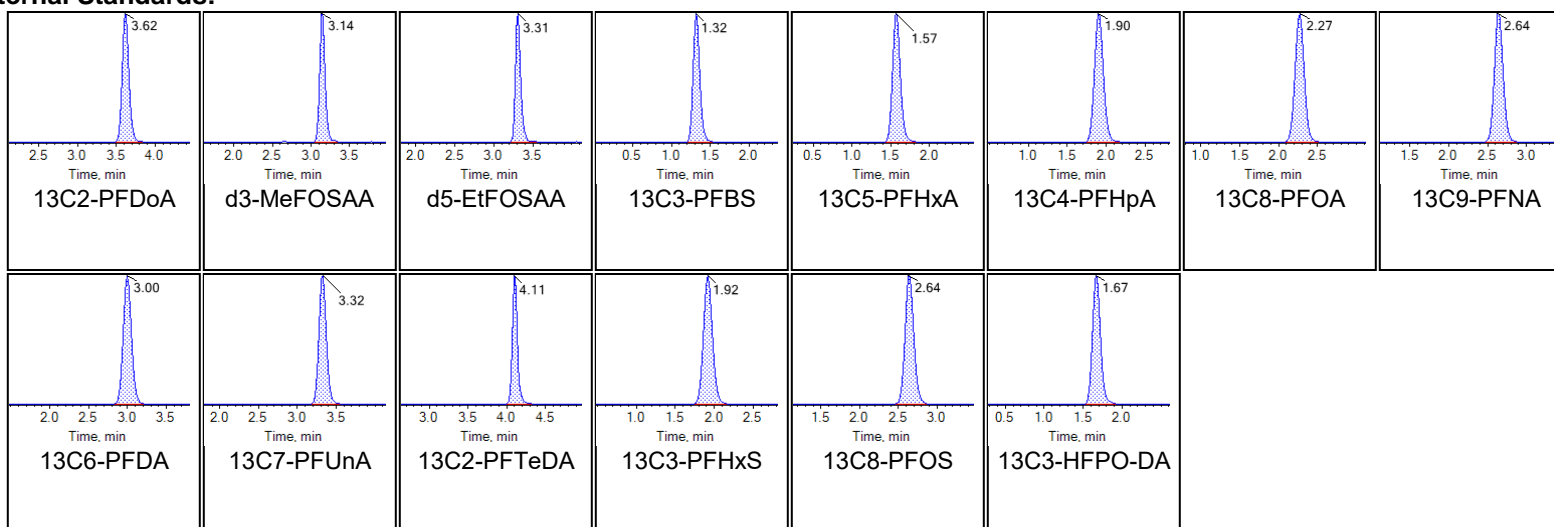 ternal Standards:
3.62
2.5 3.0 3.5 4.0
Time, min
13C2-PFDoA
3.14
2.0 2.5 3.0 3.5
Time, min
d3-MeFOSAA
3.31
2.0 2.5 3.0 3.5
Time, min
d5-EtFOSAA
1.32
0.5 1.0 1.5 2.0
Time, min
13C3-PFBS
1.57
0.5 1.0 1.5 2.0
Time, min
13C5-PFHxA
1.90
1.0 1.5 2.0 2.5
Time, min
13C4-PFHpA
2.27
1.0 1.5 2.0 2.5
Time, min
13C8-PFOA
2.64
1.5 2.0 2.5 3.0
Time, min
13C9-PFNA
3.00
2.0 2.5 3.0 3.5
Time, min
13C6-PFDA
3.32
2.0 2.5 3.0 3.5
Time, min
13C7-PFUnA
4.11
3.0 3.5 4.0 4.5
Time, min
13C2-PFTeDA
1.92
1.0 1.5 2.0 2.5
Time, min
13C3-PFHxS
2.64
1.5 2.0 2.5 3.0
Time, min
13C8-PFOS
1.67
0.5 1.0 1.5 2.0
Time, min
13C3-HFPO-DA